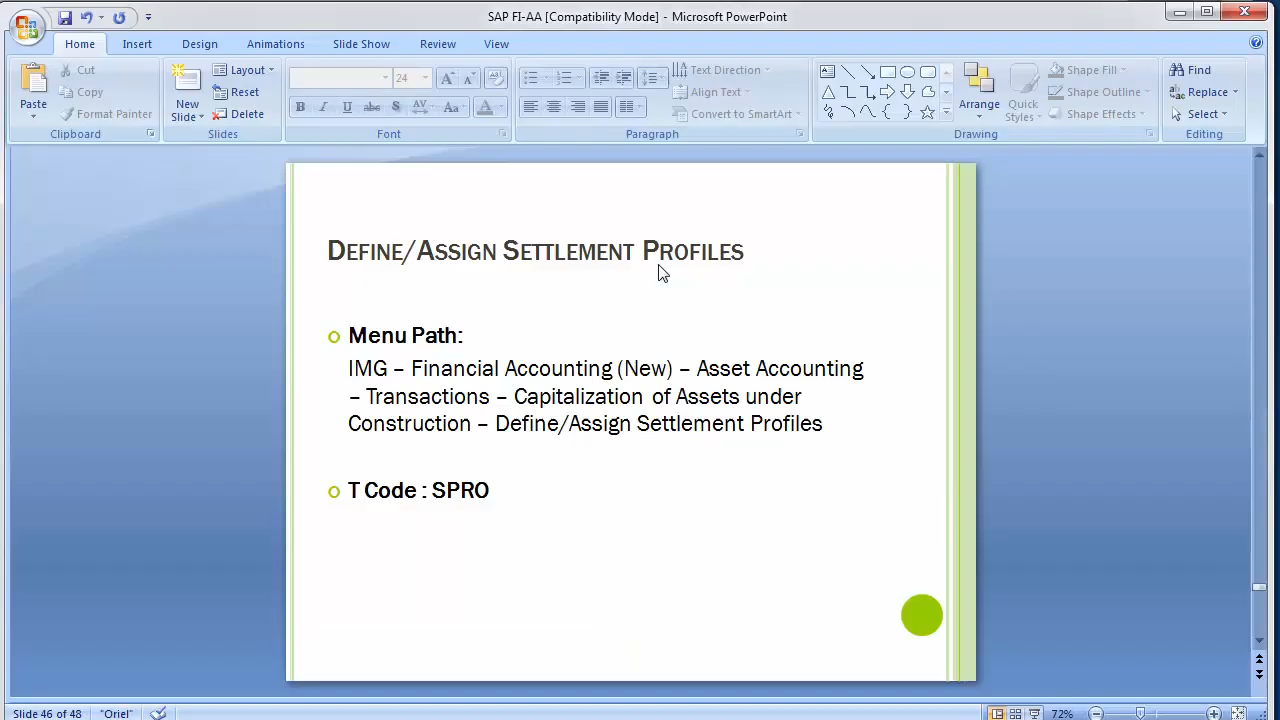 SAP FI-AA [Compatibility Mode] - Microsoft PowerPoint
Home Insert Design Animations Slide Show Review View
Paste
Cut
Copy
Format Painter
Clipboard
New
Slide
Layout
Reset
Delete
Slides
24
B I U abc S AV Aa A
Font
Text Direction
Align Text
Convert to SmartArt
Paragraph
Arrange
Quick
Styles
Shape Fill
Shape Outline
Shape Effects
Drawing
Find
Replace
Select
Editing
DEFINE/ASSIGN SETTLEMENT PROFILES
Menu Path:
IMG – Financial Accounting (New) – Asset Accounting
– Transactions – Capitalization of Assets under
Construction – Define/Assign Settlement Profiles
T Code : SPRO
Slide 46 of 48 "Oriel" 72%